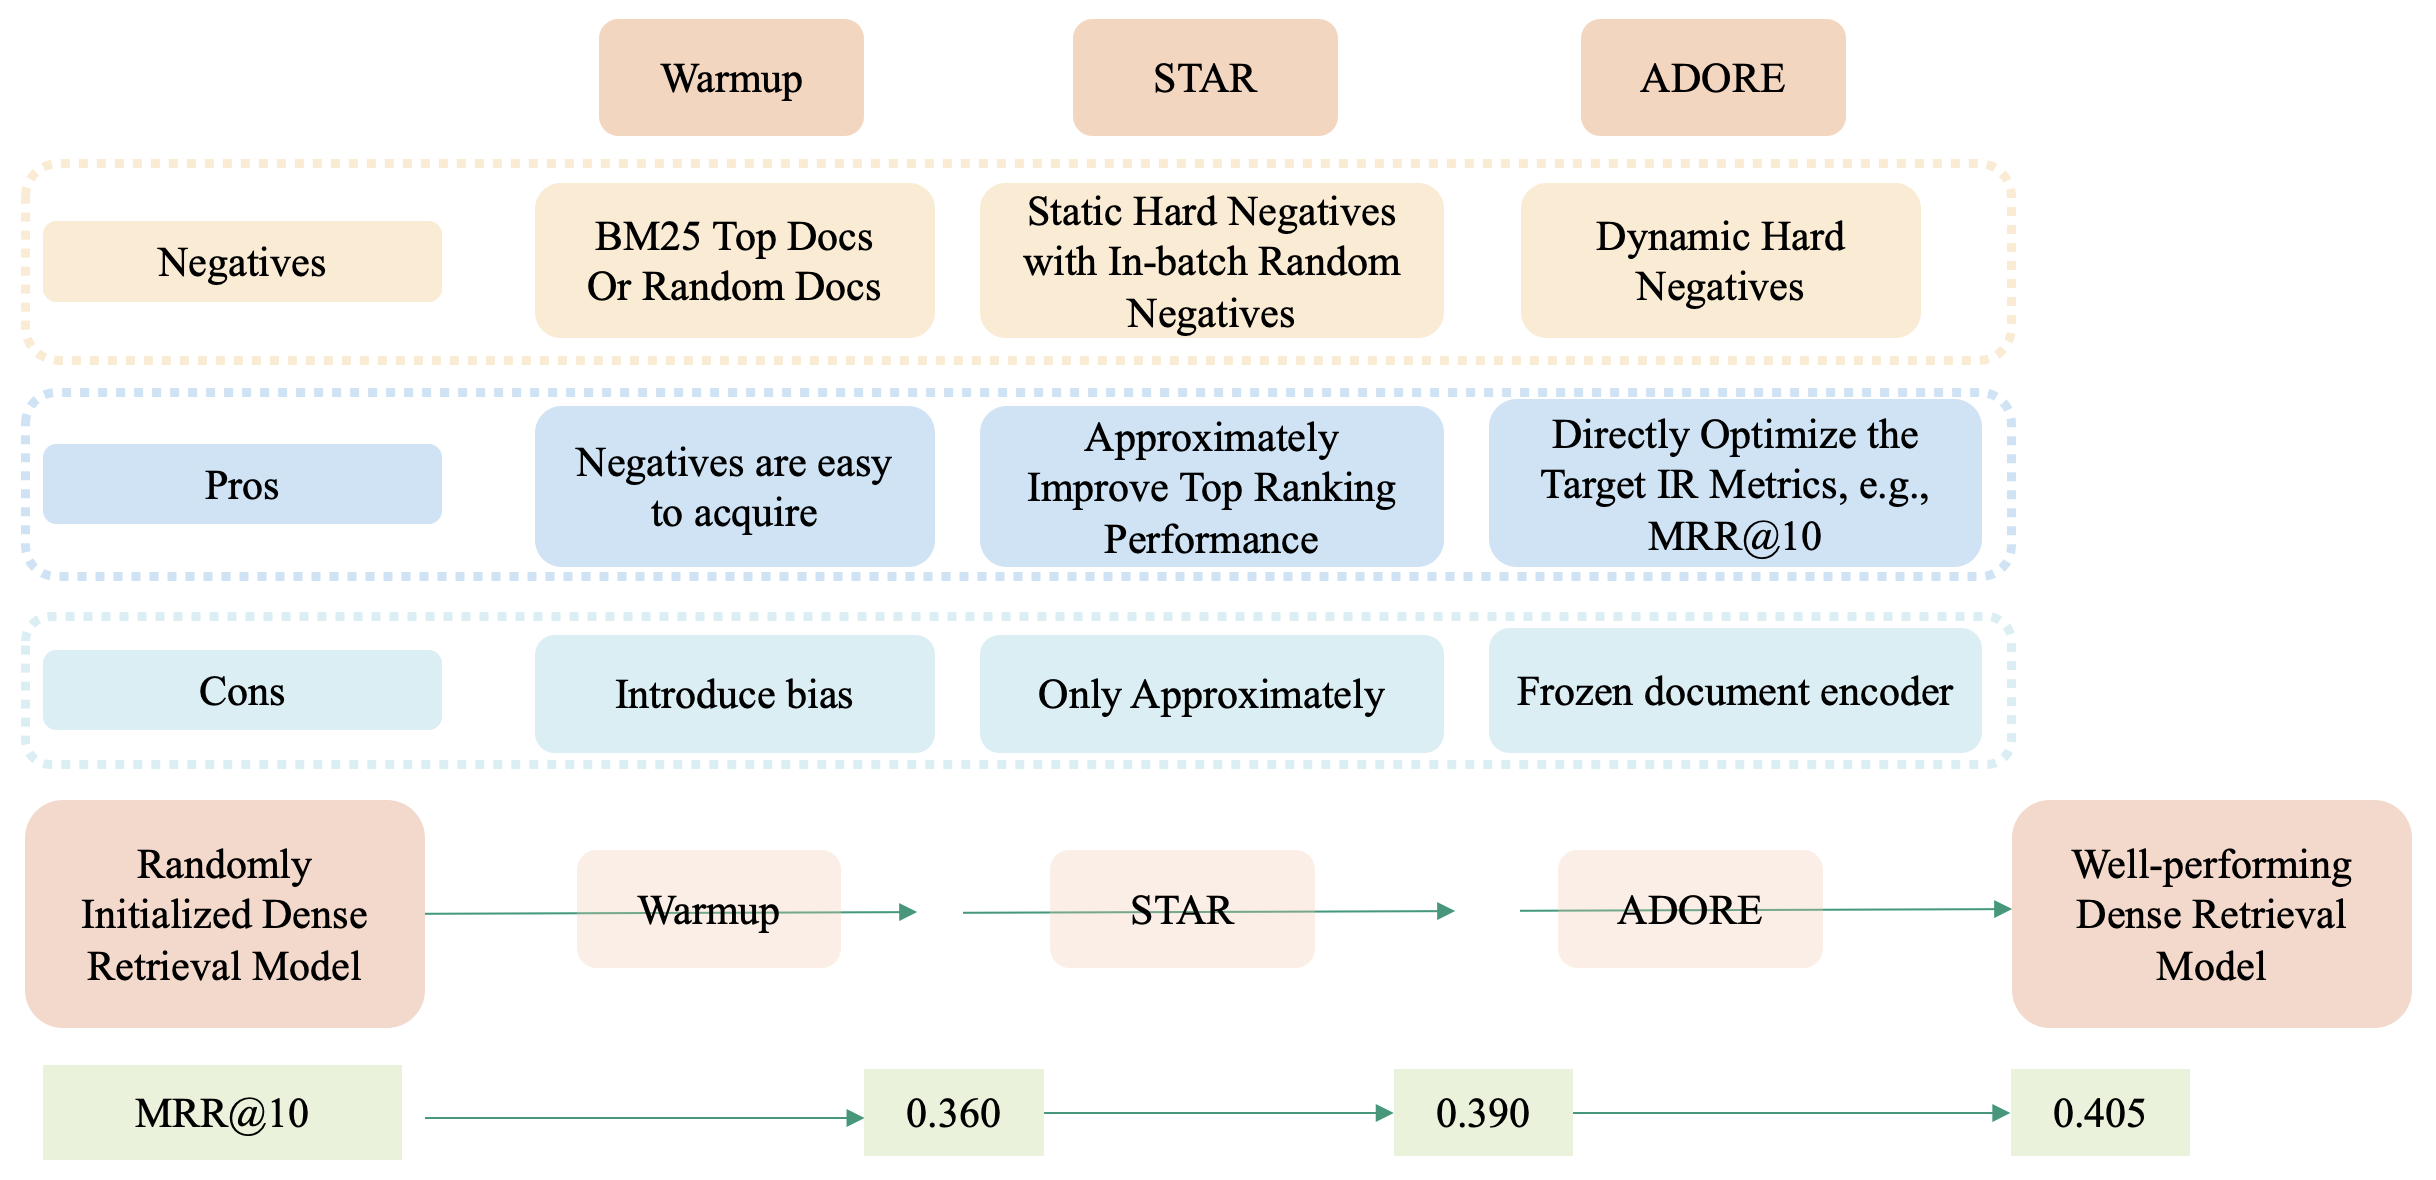 Warmup
STAR
ADORE
Negatives
BM25 Top Docs
Or Random Docs
Static Hard Negatives
with In-batch Random
Negatives
Dynamic Hard
Negatives
Pros
Negatives are easy
to acquire
Approximately
Improve Top Ranking
Performance
Directly Optimize the
Target IR Metrics, e.g.,
MRR@10
Cons
Introduce bias
Only Approximately
Frozen document encoder
Randomly
Initialized Dense
Retrieval Model
Warmup
STAR
ADORE
Well-performing
Dense Retrieval
Model
MRR@10
0.360
0.390
0.405